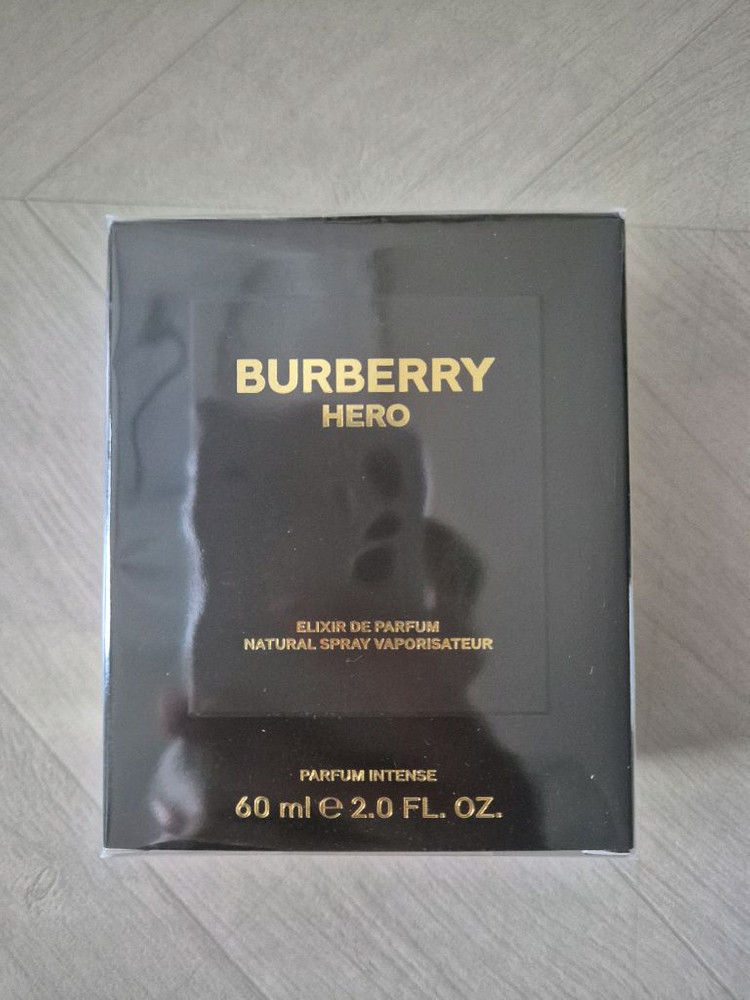 BURBERRY
HERO
ELIXIR DE PARFUM
NATURAL SPRAY VAPORISATEUR
PARFUM INTENSE
60 ml ℮ 2.0 FL. OZ.